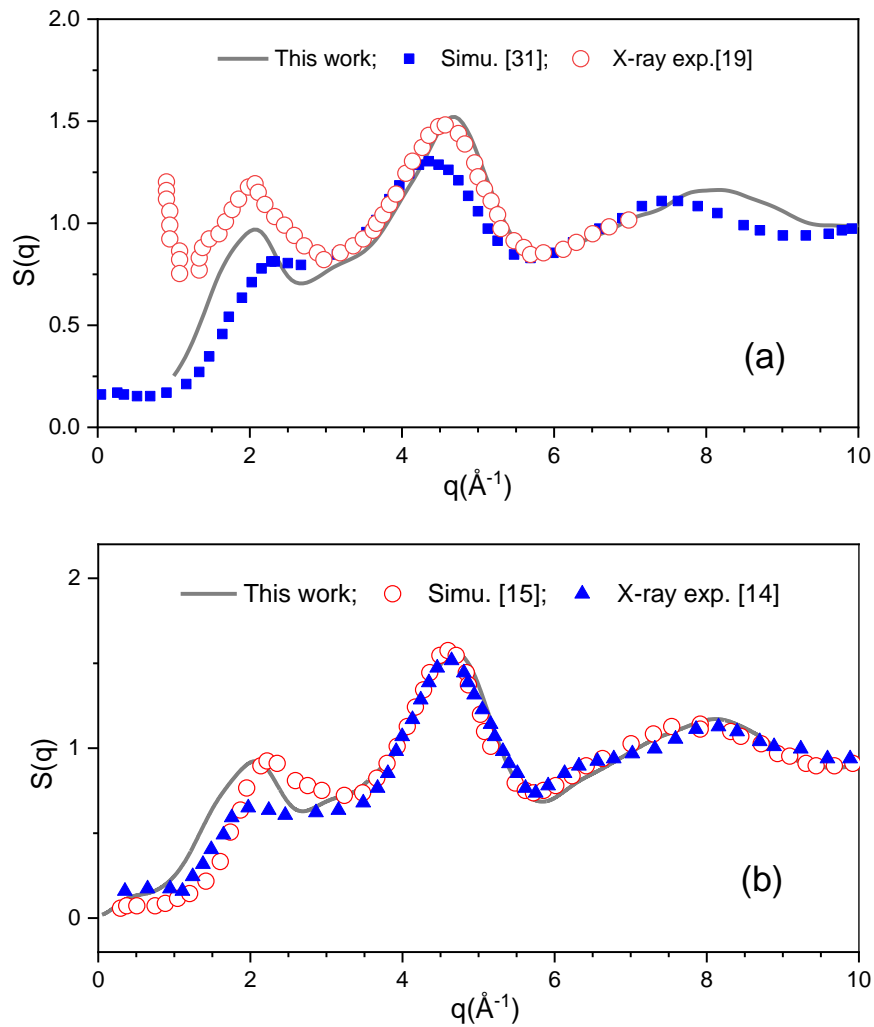 2.0
This work; Simu. [31]; X-ray exp.[19]
1.5
1.0
S(q)
0.5
(a)
0.0
0 2 4 6 8 10
q(Å-1)
2
This work; Simu. [15]; X-ray exp. [14]
1
S(q)
(b)
0
0 2 4 6 8 10
q(Å-1)